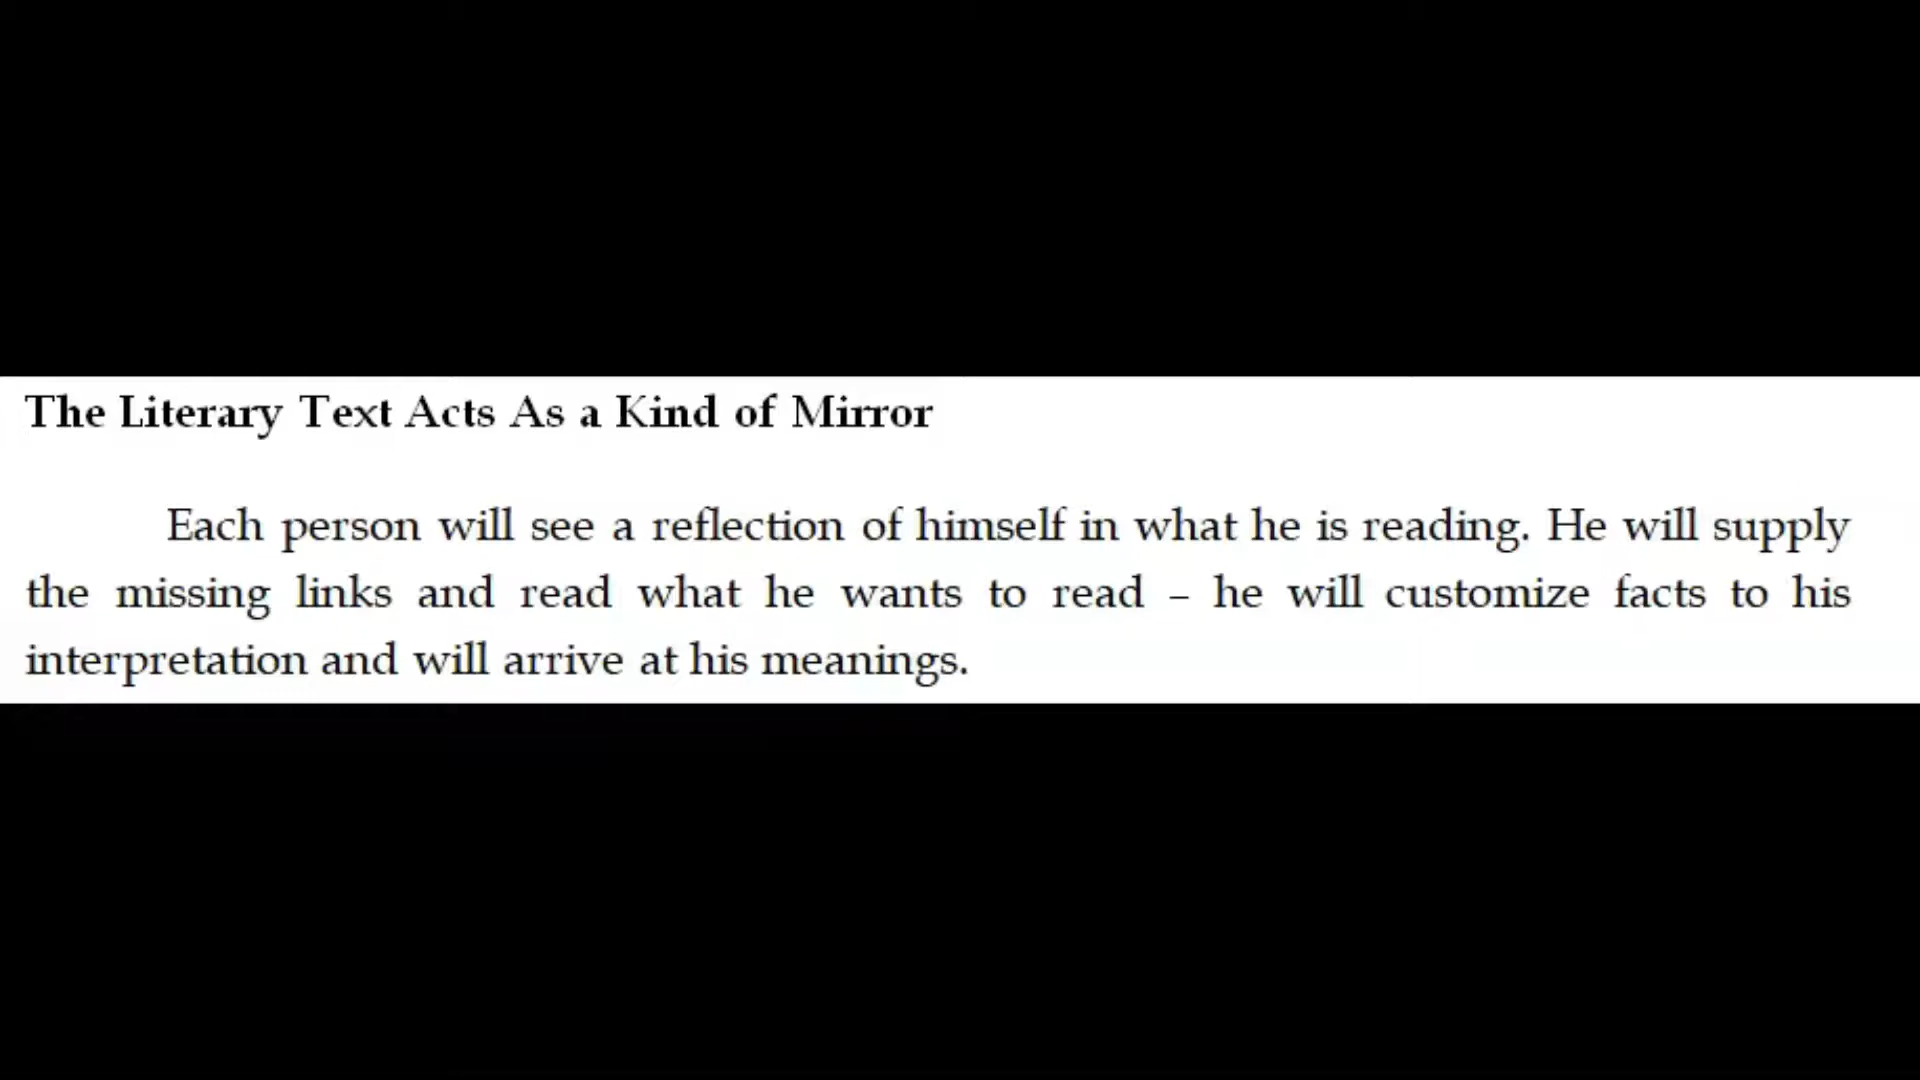 The Literary Text Acts As a Kind of Mirror
Each person will see a reflection of himself in what he is reading. He will supply
the missing links and read what he wants to read – he will customize facts to his
interpretation and will arrive at his meanings.